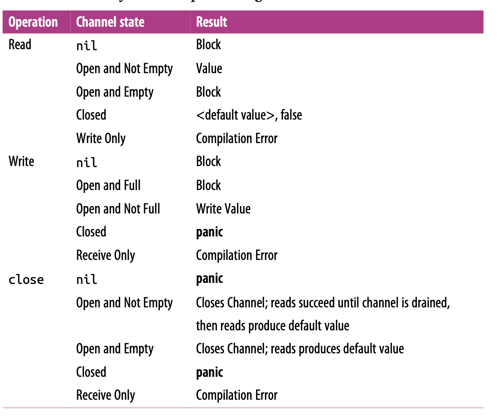 Operation Channel state Result
Read nil Block
Open and Not Empty Value
Open and Empty Block
Closed <default value>, false
Write Only Compilation Error
Write nil Block
Open and Full Block
Open and Not Full Write Value
Closed panic
Receive Only Compilation Error
close nil panic
Open and Not Empty Closes Channel; reads succeed until channel is drained,
then reads produce default value
Open and Empty Closes Channel; reads produces default value
Closed panic
Receive Only Compilation Error